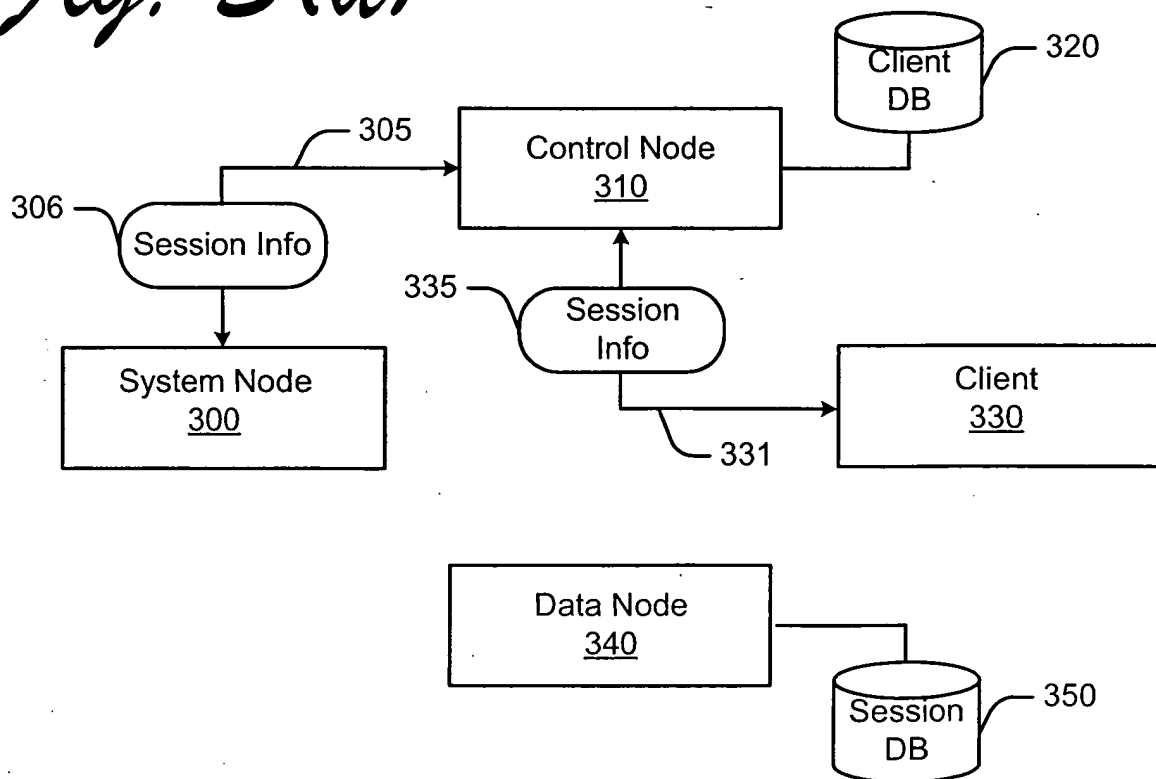 320
Client
DB
305
Control Node
310
306
Session Info
335
Session
Info
System Node
300
Client
330
331
Data Node
340
Session
DB
350